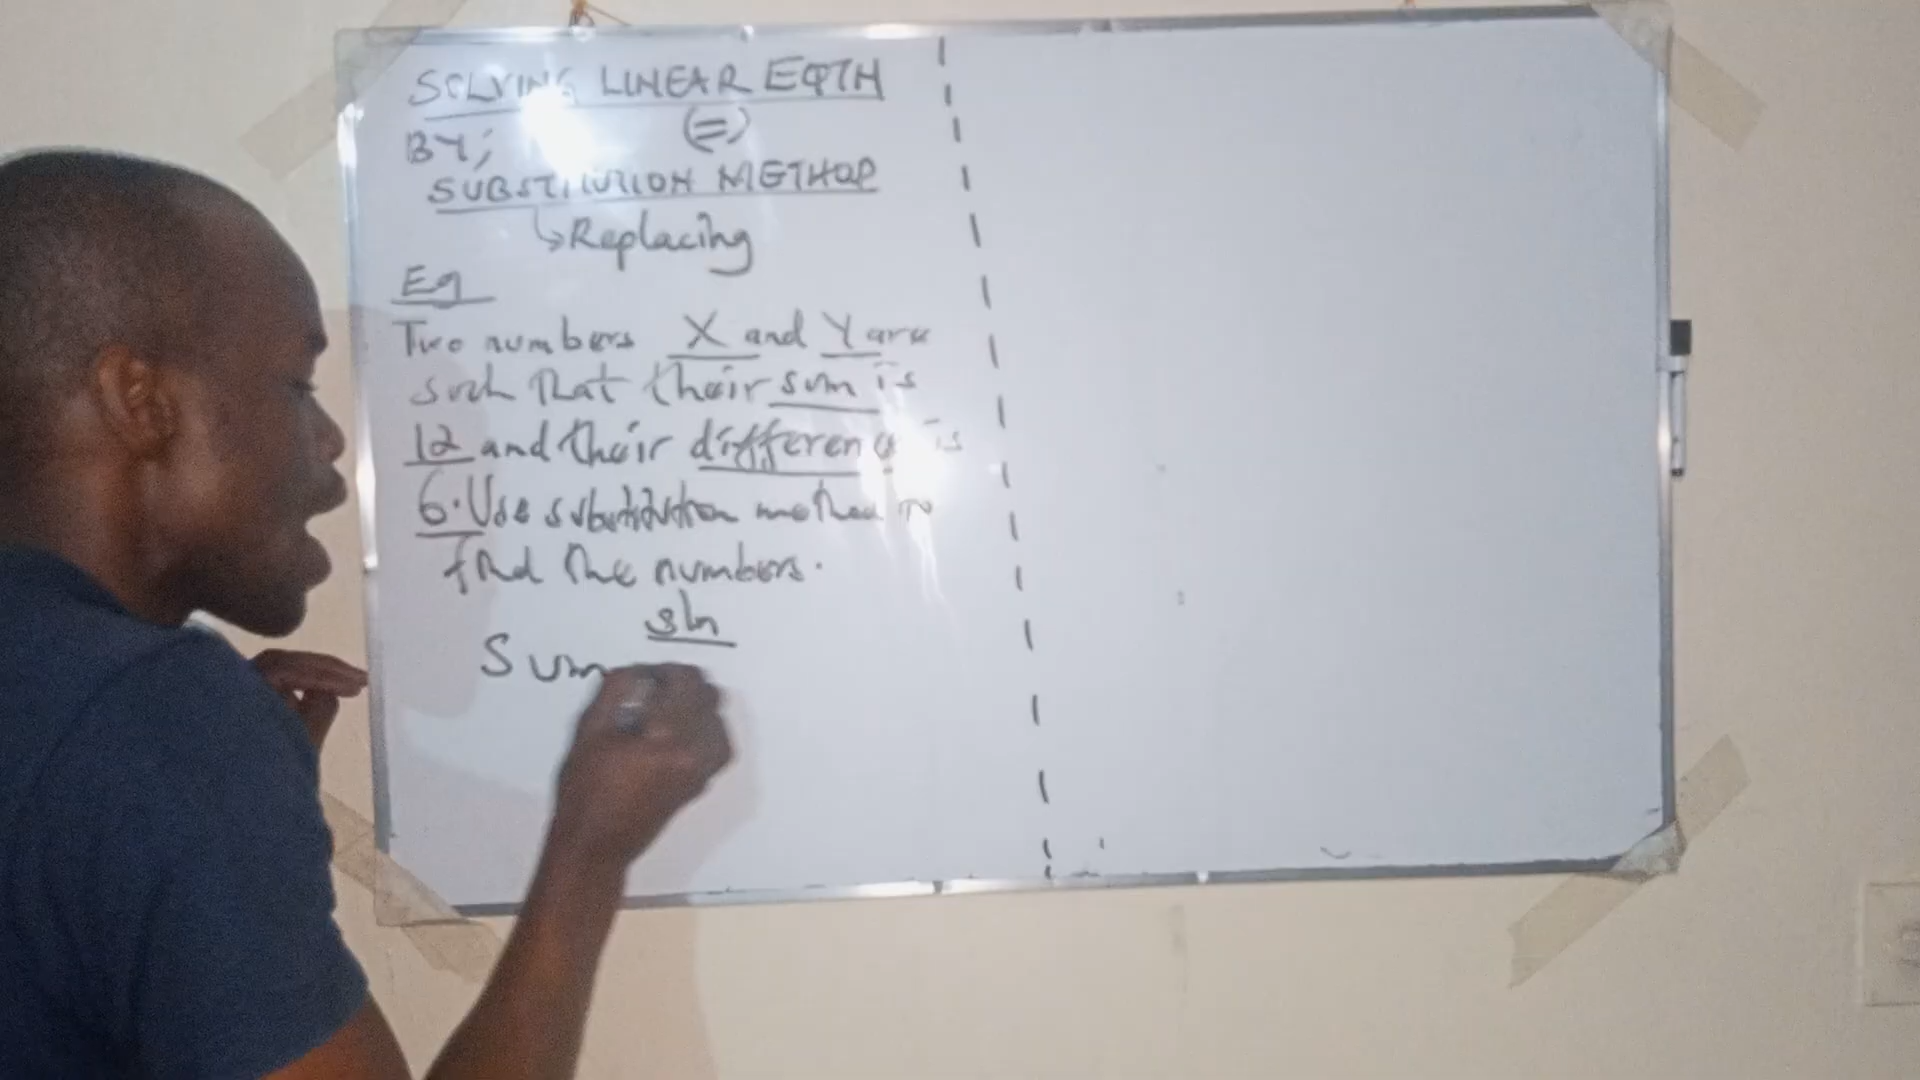 SOLVING LINEAR EQTN
BY; (=)
SUBSTITUTION METHOD
↳Replacing
Eg
Two numbers X and Y are
such that their sum is
12 and their difference is
6. Use substitution method to
find the numbers.
sln
Sum